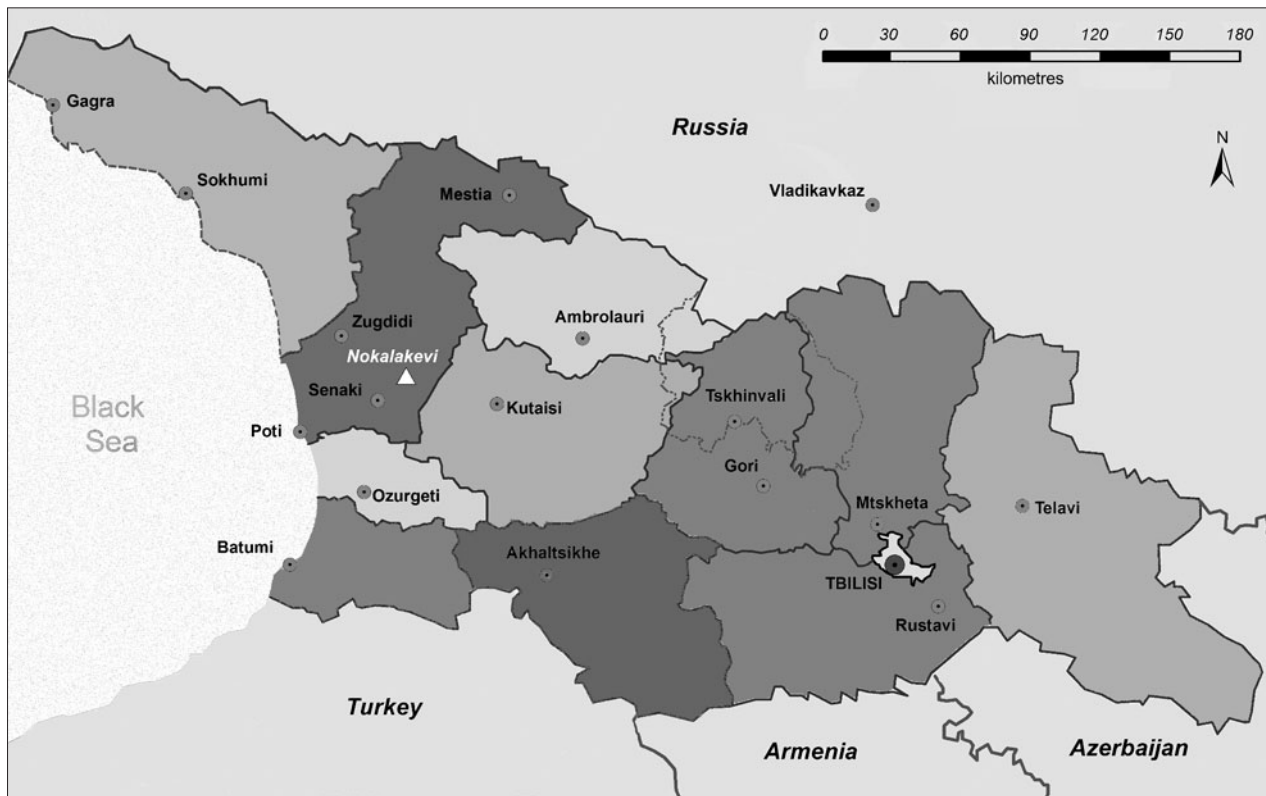 0 30 60 90 120 150 180
kilometres
Gagra
Russia
N
Sokhumi
Mestia
Vladikavkaz
Ambrolauri
Zugdidi
Nokalakevi
Senaki
Kutaisi
Tskhinvali
Black
Sea
Poti
Gori
Ozurgeti
Mtskheta
Telavi
Batumi
Akhaltsikhe
TBILISI
Rustavi
Turkey
Armenia
Azerbaijan